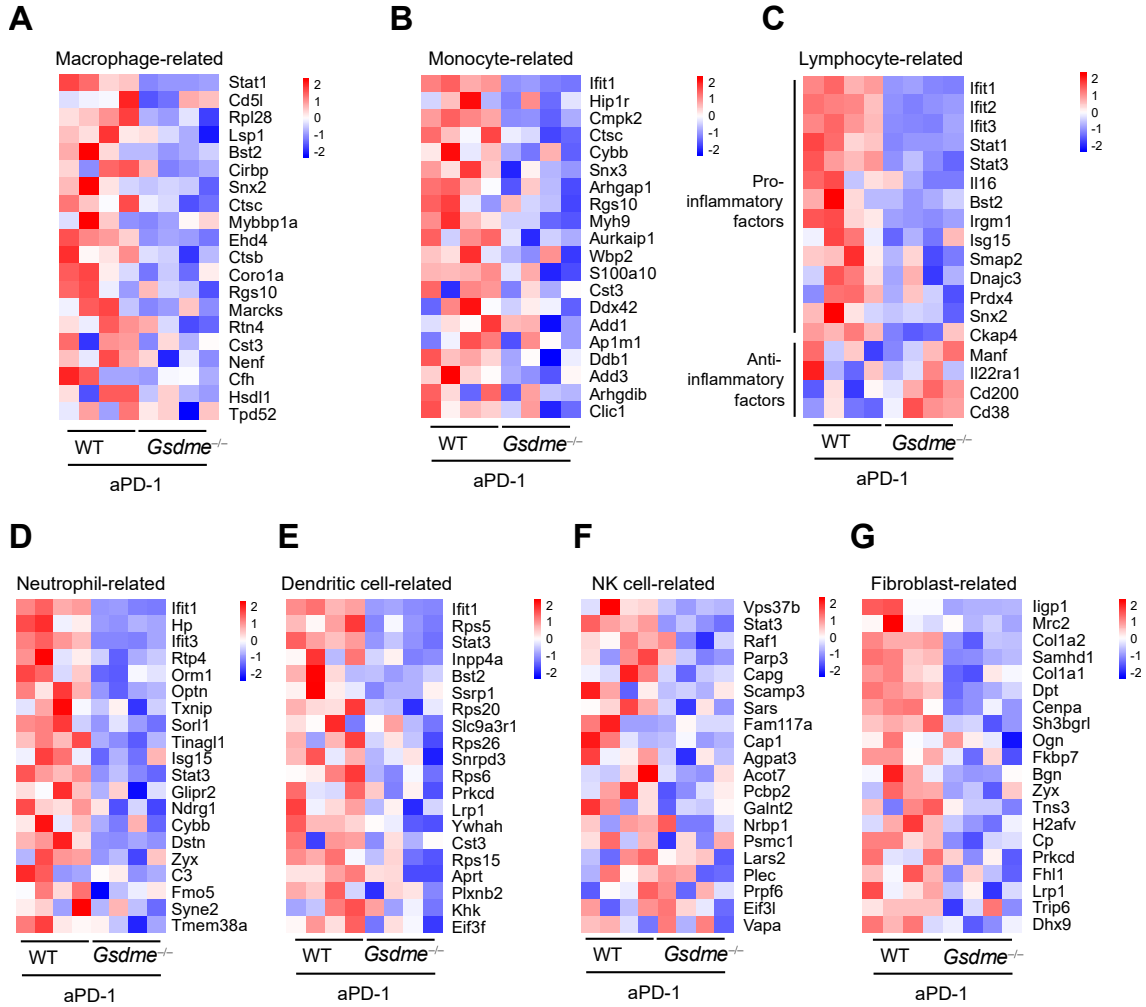 A
Macrophage-related
Stat1
Cd5l
Rpl28
Lsp1
Bst2
Cirbp
Snx2
Ctsc
Mybbp1a
Ehd4
Ctsb
Coro1a
Rgs10
Marcks
Rtn4
Cst3
Nenf
Cfh
Hsdl1
Tpd52
2
1
0
-1
-2
WT
Gsdme–/–
aPD-1
B
Monocyte-related
Ifit1
Hip1r
Cmpk2
Ctsc
Cybb
Snx3
Arhgap1
Rgs10
Myh9
Aurkaip1
Wbp2
S100a10
Cst3
Ddx42
Add1
Ap1m1
Ddb1
Add3
Arhgdib
Clic1
2
1
0
-1
-2
WT
Gsdme–/–
aPD-1
C
Lymphocyte-related
Pro-
inflammatory
factors
Anti-
inflammatory
factors
Ifit1
Ifit2
Ifit3
Stat1
Stat3
Il16
Bst2
Irgm1
Isg15
Smap2
Dnajc3
Prdx4
Snx2
Ckap4
Manf
Il22ra1
Cd200
Cd38
2
1
0
-1
-2
WT
Gsdme–/–
aPD-1
D
Neutrophil-related
Ifit1
Hp
Ifit3
Rtp4
Orm1
Optn
Txnip
Sorl1
Tinagl1
Isg15
Stat3
Glipr2
Ndrg1
Cybb
Dstn
Zyx
C3
Fmo5
Syne2
Tmem38a
2
1
0
-1
-2
WT
Gsdme–/–
aPD-1
E
Dendritic cell-related
Ifit1
Rps5
Stat3
Inpp4a
Bst2
Ssrp1
Rps20
Slc9a3r1
Rps26
Snrpd3
Rps6
Prkcd
Lrp1
Ywhah
Cst3
Rps15
Aprt
Plxnb2
Khk
Eif3f
2
1
0
-1
-2
WT
Gsdme–/–
aPD-1
F
NK cell-related
Vps37b
Stat3
Raf1
Parp3
Capg
Scamp3
Sars
Fam117a
Cap1
Agpat3
Acot7
Pcbp2
Galnt2
Nrbp1
Psmc1
Lars2
Plec
Prpf6
Eif3l
Vapa
2
1
0
-1
-2
WT
Gsdme–/–
aPD-1
G
Fibroblast-related
Iigp1
Mrc2
Col1a2
Samhd1
Col1a1
Dpt
Cenpa
Sh3bgrl
Ogn
Fkbp7
Bgn
Zyx
Tns3
H2afv
Cp
Prkcd
Fhl1
Lrp1
Trip6
Dhx9
2
1
0
-1
-2
WT
Gsdme–/–
aPD-1